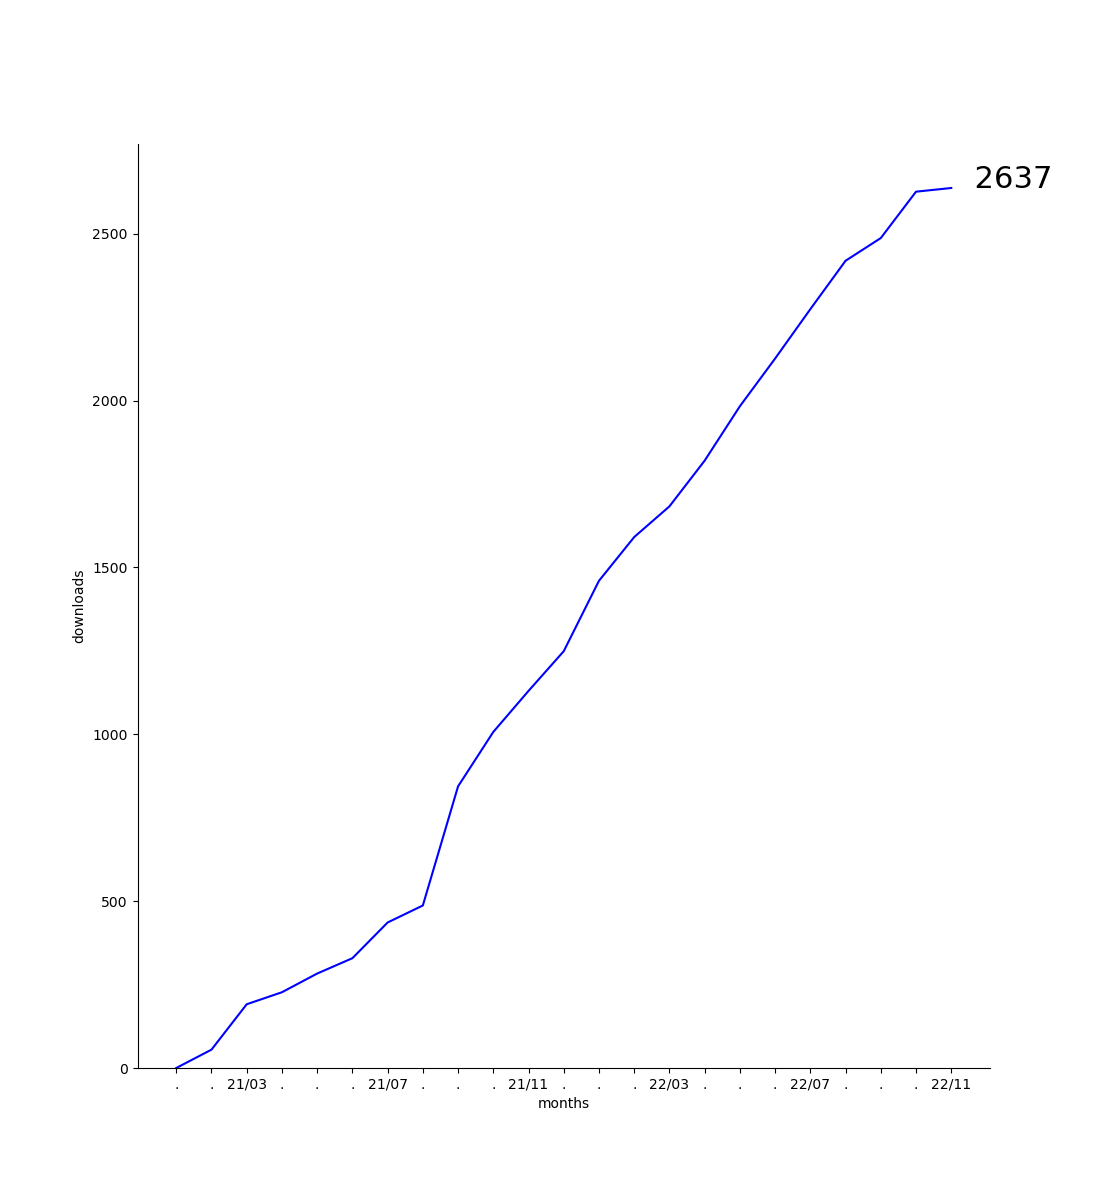 2637
2500
2000
1500
1000
500
0
downloads
. . 21/03 . . . 21/07 . . . 21/11 . . . 22/03 . . . 22/07 . . . 22/11
months